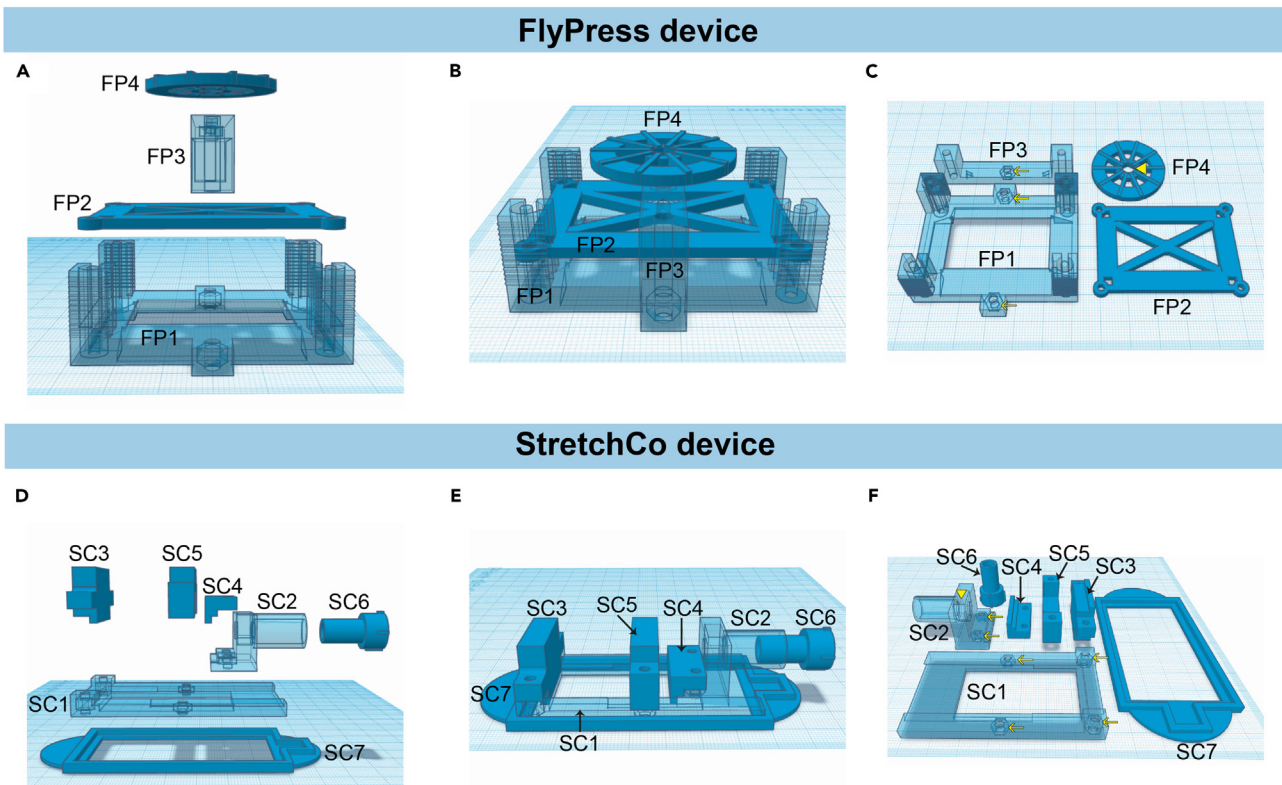 FlyPress device
A
FP4
FP3
FP2
FP1
B
FP4
FP2
FP3
FP1
C
FP3
FP4
FP1
FP2
StretchCo device
D
SC3
SC5
SC4
SC2
SC6
SC1
SC7
E
SC3
SC5
SC4
SC2
SC6
SC7
SC1
F
SC6
SC4
SC5
SC3
SC2
SC1
SC7